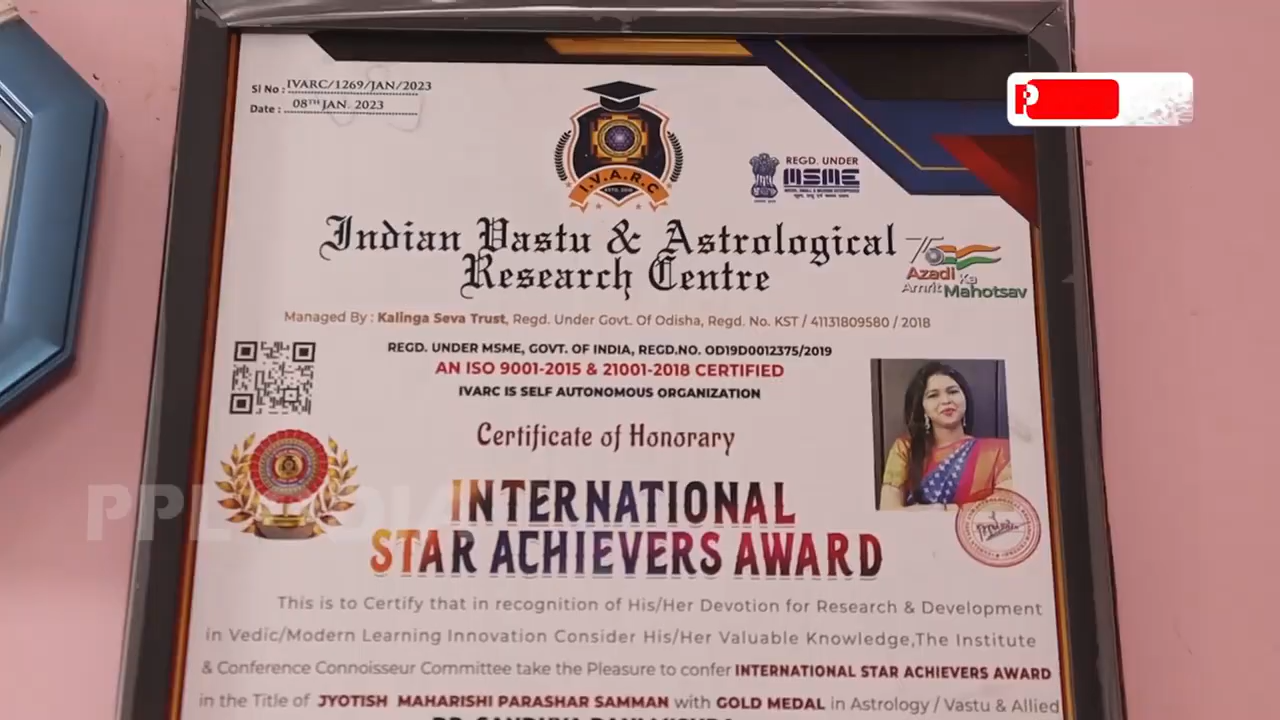 Sl No : IVARC/1269/JAN/2023
Date : 08TH JAN 2023
I.V.A.R.C
REGD. UNDER
MSME
Indian Vastu & Astrological
Research Centre
75
Azadi Ka
Amrit Mahotsav
Managed By : Kalinga Seva Trust, Regd. Under Govt. Of Odisha, Regd. No. KST / 41131809580 / 2018
REGD. UNDER MSME, GOVT. OF INDIA, REGD.NO. OD19D0012375/2019
AN ISO 9001-2015 & 21001-2018 CERTIFIED
IVARC IS SELF AUTONOMOUS ORGANIZATION
Certificate of Honorary
INTERNATIONAL
STAR ACHIEVERS AWARD
This is to Certify that in recognition of His/Her Devotion for Research & Development
in Vedic/Modern Learning Innovation Consider His/Her Valuable Knowledge,The Institute
& Conference Connoisseur Committee take the Pleasure to confer INTERNATIONAL STAR ACHIEVERS AWARD
in the Title of JYOTISH MAHARISHI PARASHAR SAMMAN with GOLD MEDAL in Astrology / Vastu & Allied